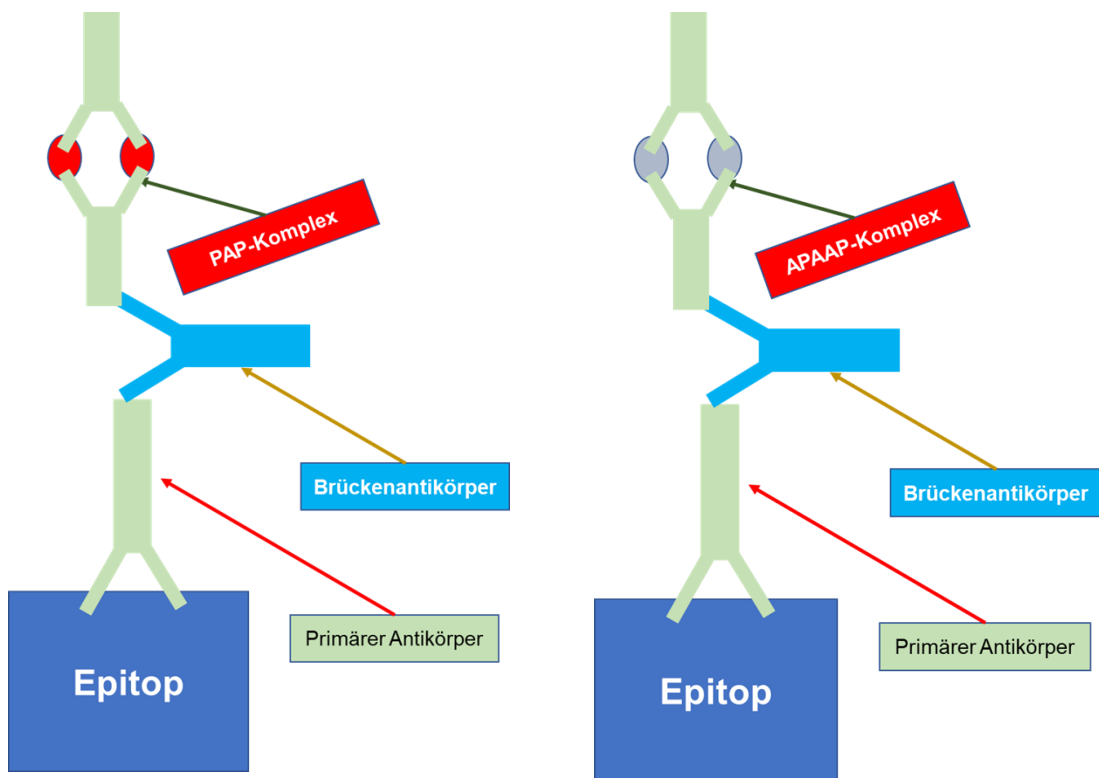 PAP-Komplex
Brückenantikörper
Primärer Antikörper
Epitop
APAAP-Komplex
Brückenantikörper
Primärer Antikörper
Epitop